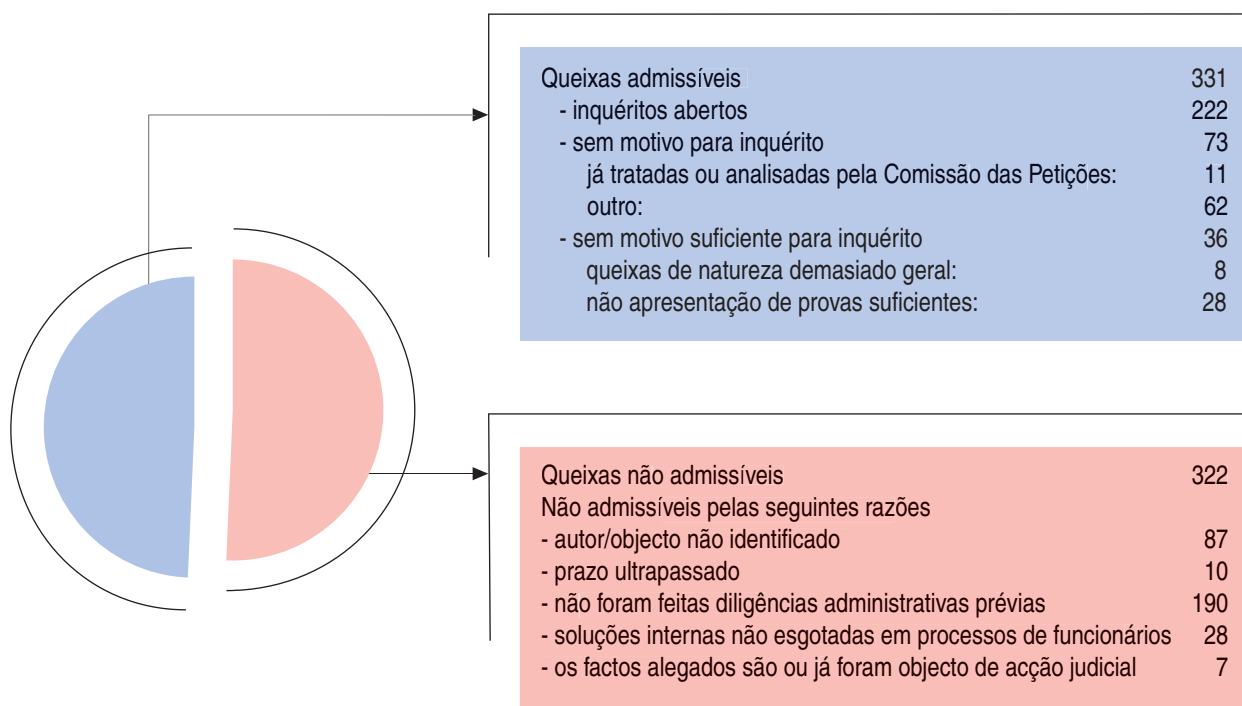 Queixas admissíveis 331
- inquéritos abertos 222
- sem motivo para inquérito 73
já tratadas ou analisadas pela Comissão das Petições: 11
outro: 62
- sem motivo suficiente para inquérito 36
queixas de natureza demasiado geral: 8
não apresentação de provas suficientes: 28
Queixas não admissíveis 322
Não admissíveis pelas seguintes razões
- autor/objecto não identificado 87
- prazo ultrapassado 10
- não foram feitas diligências administrativas prévias 190
- soluções internas não esgotadas em processos de funcionários 28
- os factos alegados são ou já foram objecto de acção judicial 7